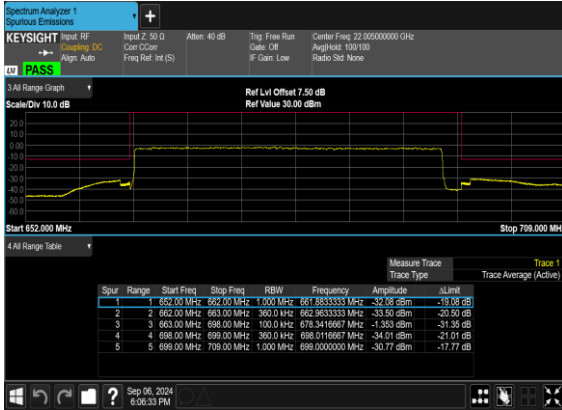 Spectrum Analyzer 1
Spurious Emissions
KEYSIGHT Input: RF Input Z: 50 Ω Atten: 40 dB Trig: Free Run Center Freq: 22.005000000 GHz
Coupling: DC Corr CCorr Gate: Off Avg|Hold: 100/100
Align: Auto Freq Ref: Int (S) IF Gain: Low Radio Std: None
LXI PASS
3 All Range Graph
Ref Lvl Offset 7.50 dB
Scale/Div 10.0 dB Ref Value 30.00 dBm
20.0
10.0
0.00
-10.0
-20.0
-30.0
-40.0
-50.0
-60.0
Start 652.000 MHz Stop 709.000 MH
4 All Range Table
Measure Trace Trace 1
Trace Type Trace Average (Active)
Spur Range Start Freq Stop Freq RBW Frequency Amplitude ΔLimit
1 1 652.00 MHz 662.00 MHz 1.000 MHz 661.8833333 MHz -32.08 dBm -19.08 dB
2 2 662.00 MHz 663.00 MHz 360.0 kHz 662.9633333 MHz -33.50 dBm -20.50 dB
3 3 663.00 MHz 698.00 MHz 100.0 kHz 678.3416667 MHz -1.353 dBm -31.35 dB
4 4 698.00 MHz 699.00 MHz 360.0 kHz 698.0116667 MHz -34.01 dBm -21.01 dB
5 5 699.00 MHz 709.00 MHz 1.000 MHz 699.0000000 MHz -30.77 dBm -17.77 dB
? Sep 06, 2024
6:06:33 PM